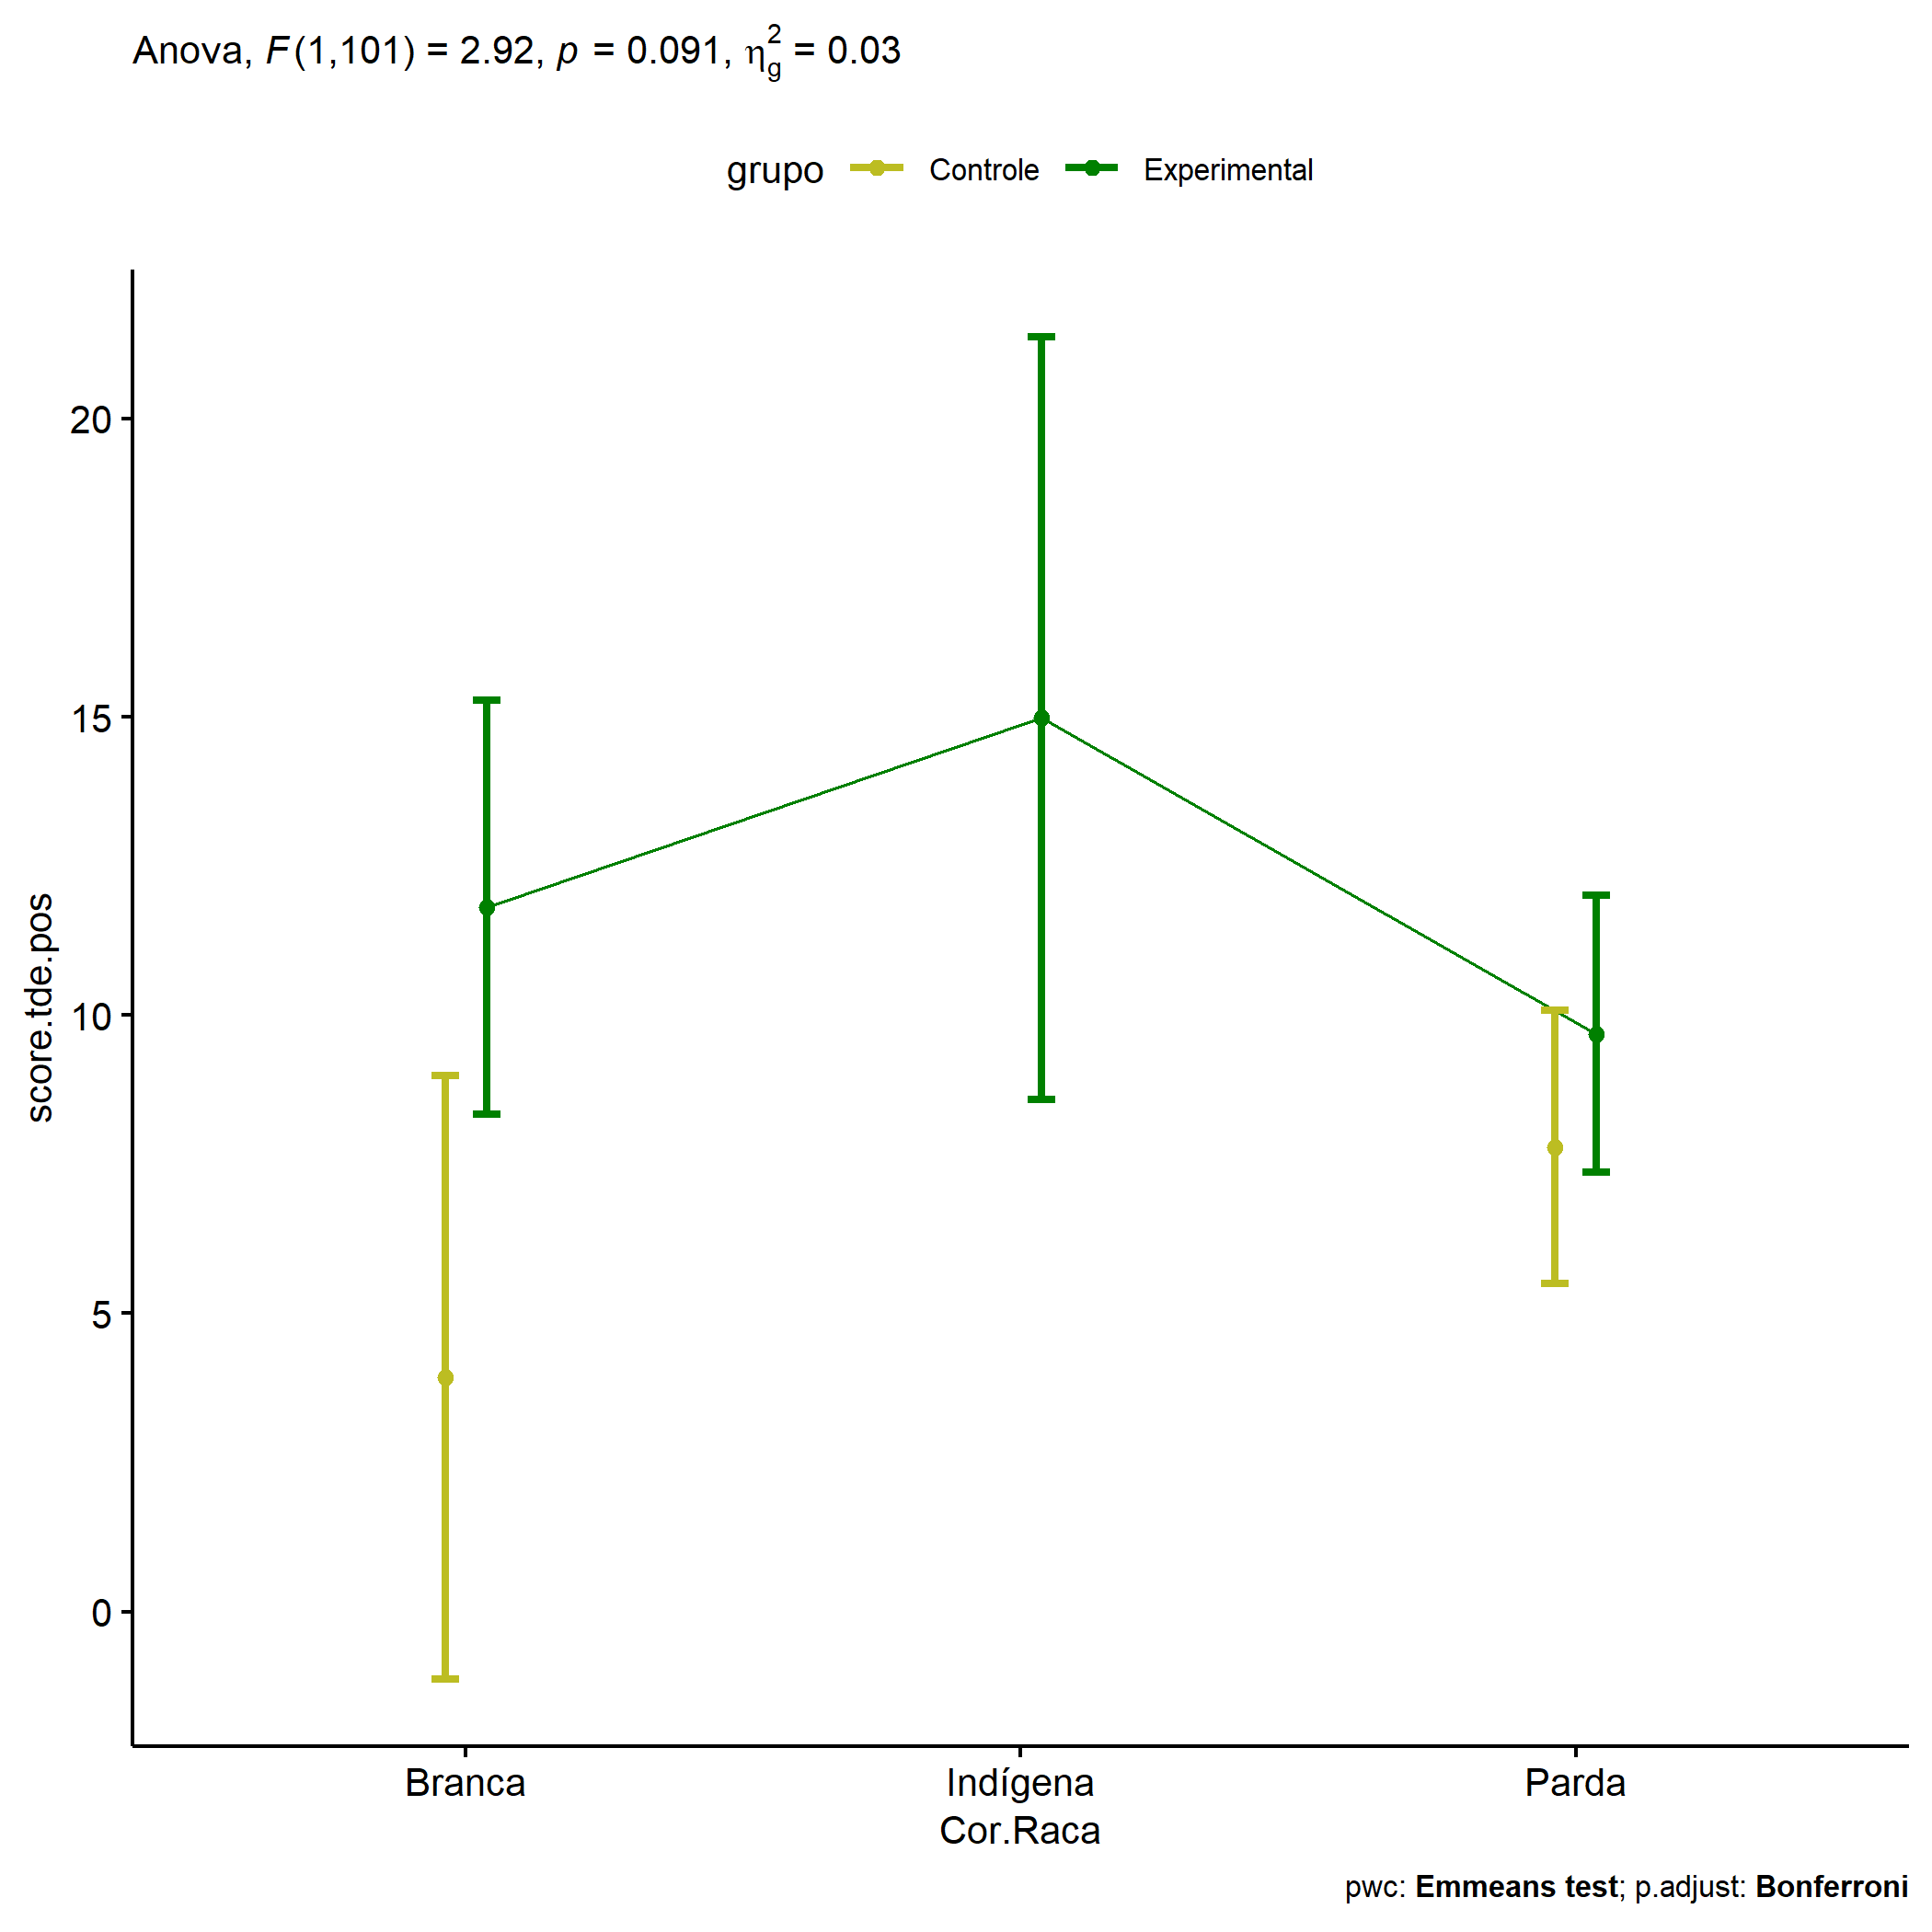 Anova, F(1,101) = 2.92, p = 0.091, η²g = 0.03
grupo Controle Experimental
score.tde.pos
20
15
10
5
0
Branca Indígena Parda
Cor.Raca
pwc: Emmeans test; p.adjust: Bonferroni